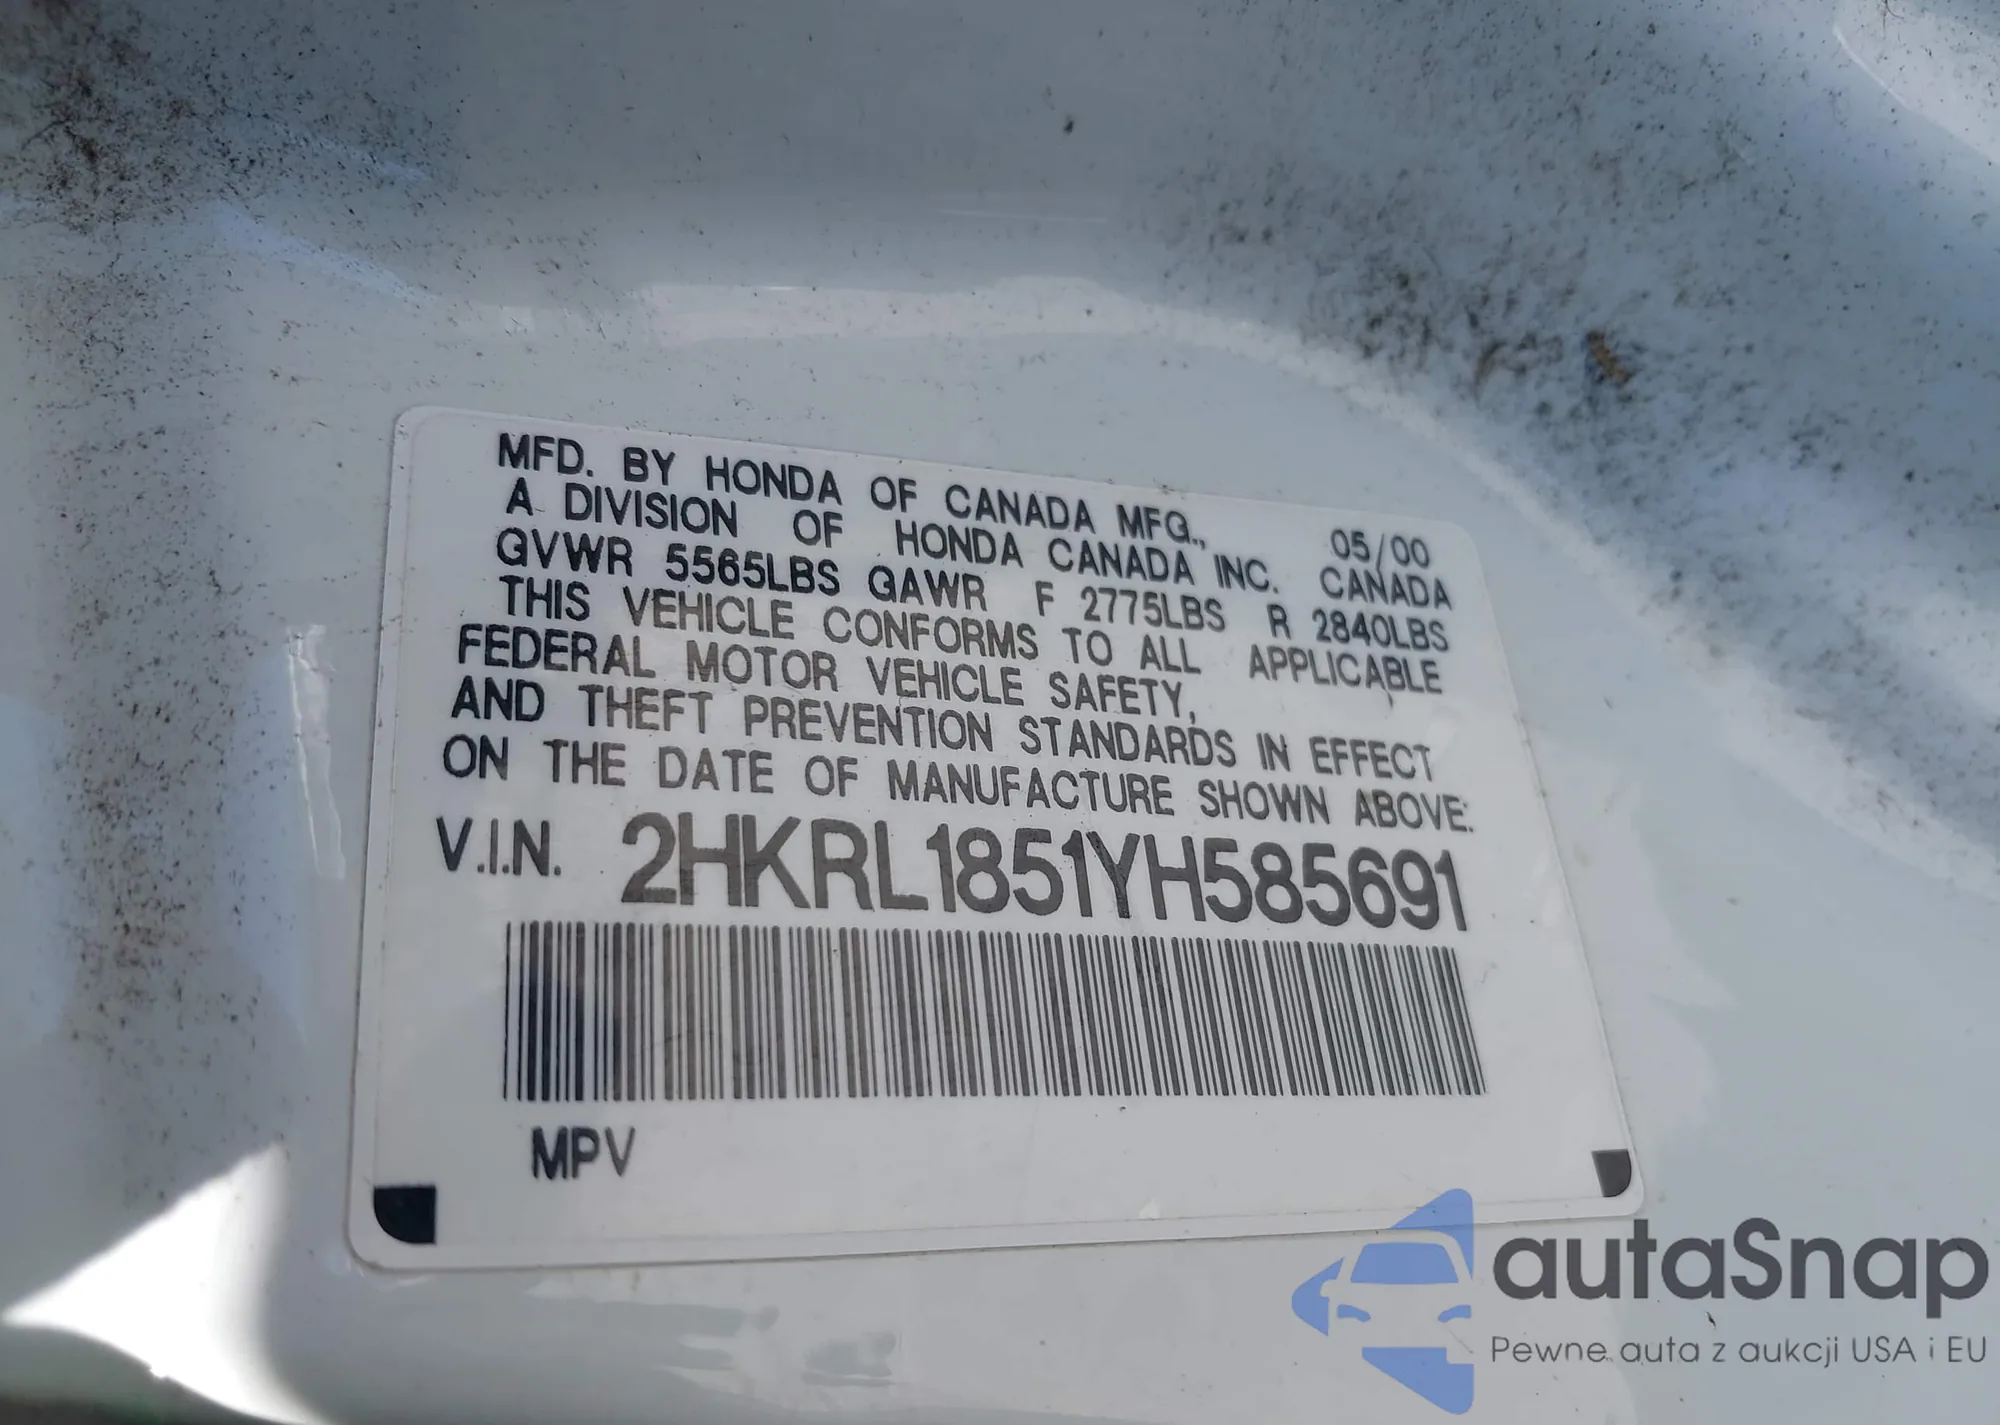 MFD. BY HONDA OF CANADA MFG., 05/00
A DIVISION OF HONDA CANADA INC. CANADA
GVWR 5565LBS GAWR F 2775LBS R 2840LBS
THIS VEHICLE CONFORMS TO ALL APPLICABLE
FEDERAL MOTOR VEHICLE SAFETY,
AND THEFT PREVENTION STANDARDS IN EFFECT
ON THE DATE OF MANUFACTURE SHOWN ABOVE.
V.I.N. 2HKRL1851YH585691
MPV
autaSnap
Pewne auta z aukcji USA i EU